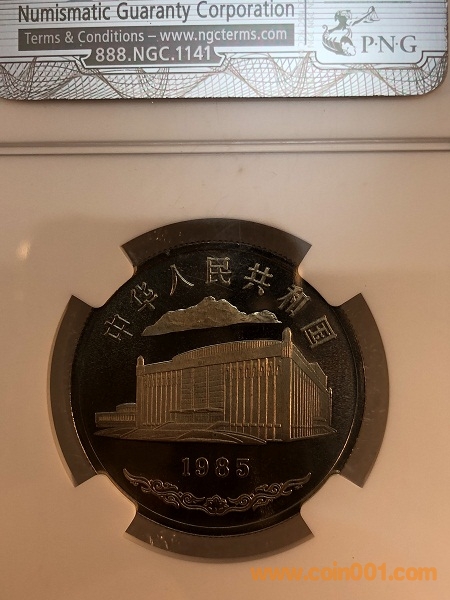 Numismatic Guaranty Corporation
Terms & Conditions – www.ngcterms.com
888.NGC.1141
P·N·G
中华人民共和国
1985
www.coin001.com